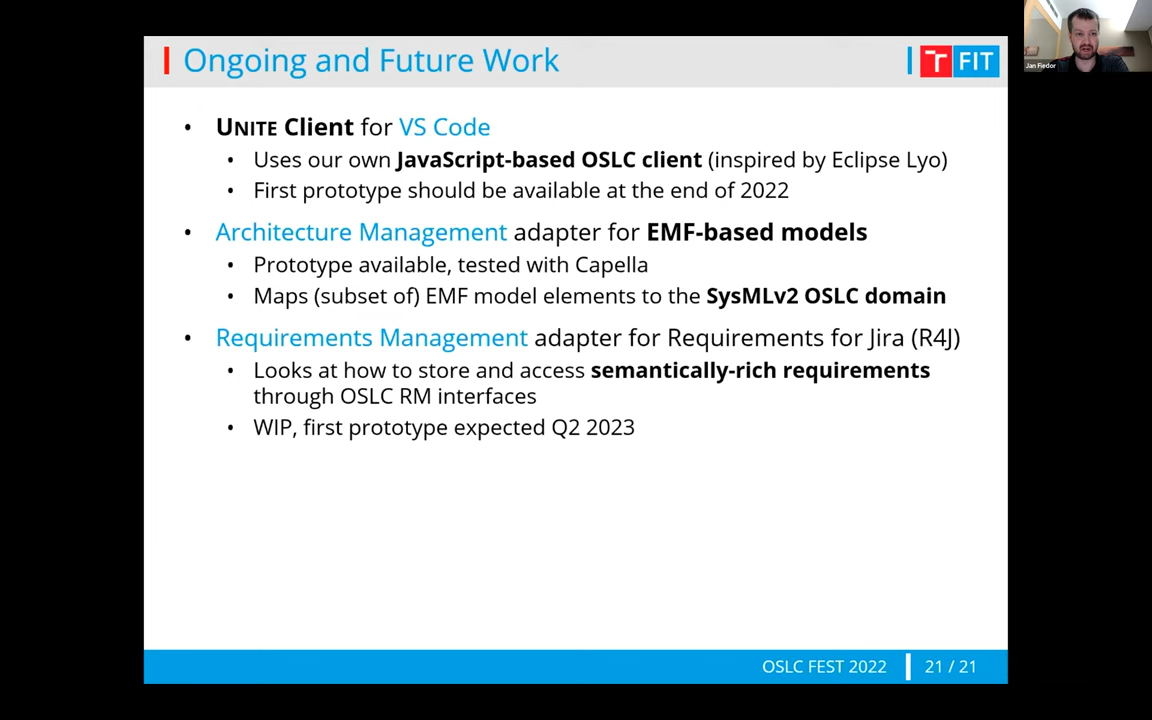 Ongoing and Future Work
T FIT
Jan Fiedor
• UNITE Client for VS Code
• Uses our own JavaScript-based OSLC client (inspired by Eclipse Lyo)
• First prototype should be available at the end of 2022
• Architecture Management adapter for EMF-based models
• Prototype available, tested with Capella
• Maps (subset of) EMF model elements to the SysMLv2 OSLC domain
• Requirements Management adapter for Requirements for Jira (R4J)
• Looks at how to store and access semantically-rich requirements
through OSLC RM interfaces
• WIP, first prototype expected Q2 2023
OSLC FEST 2022
21 / 21